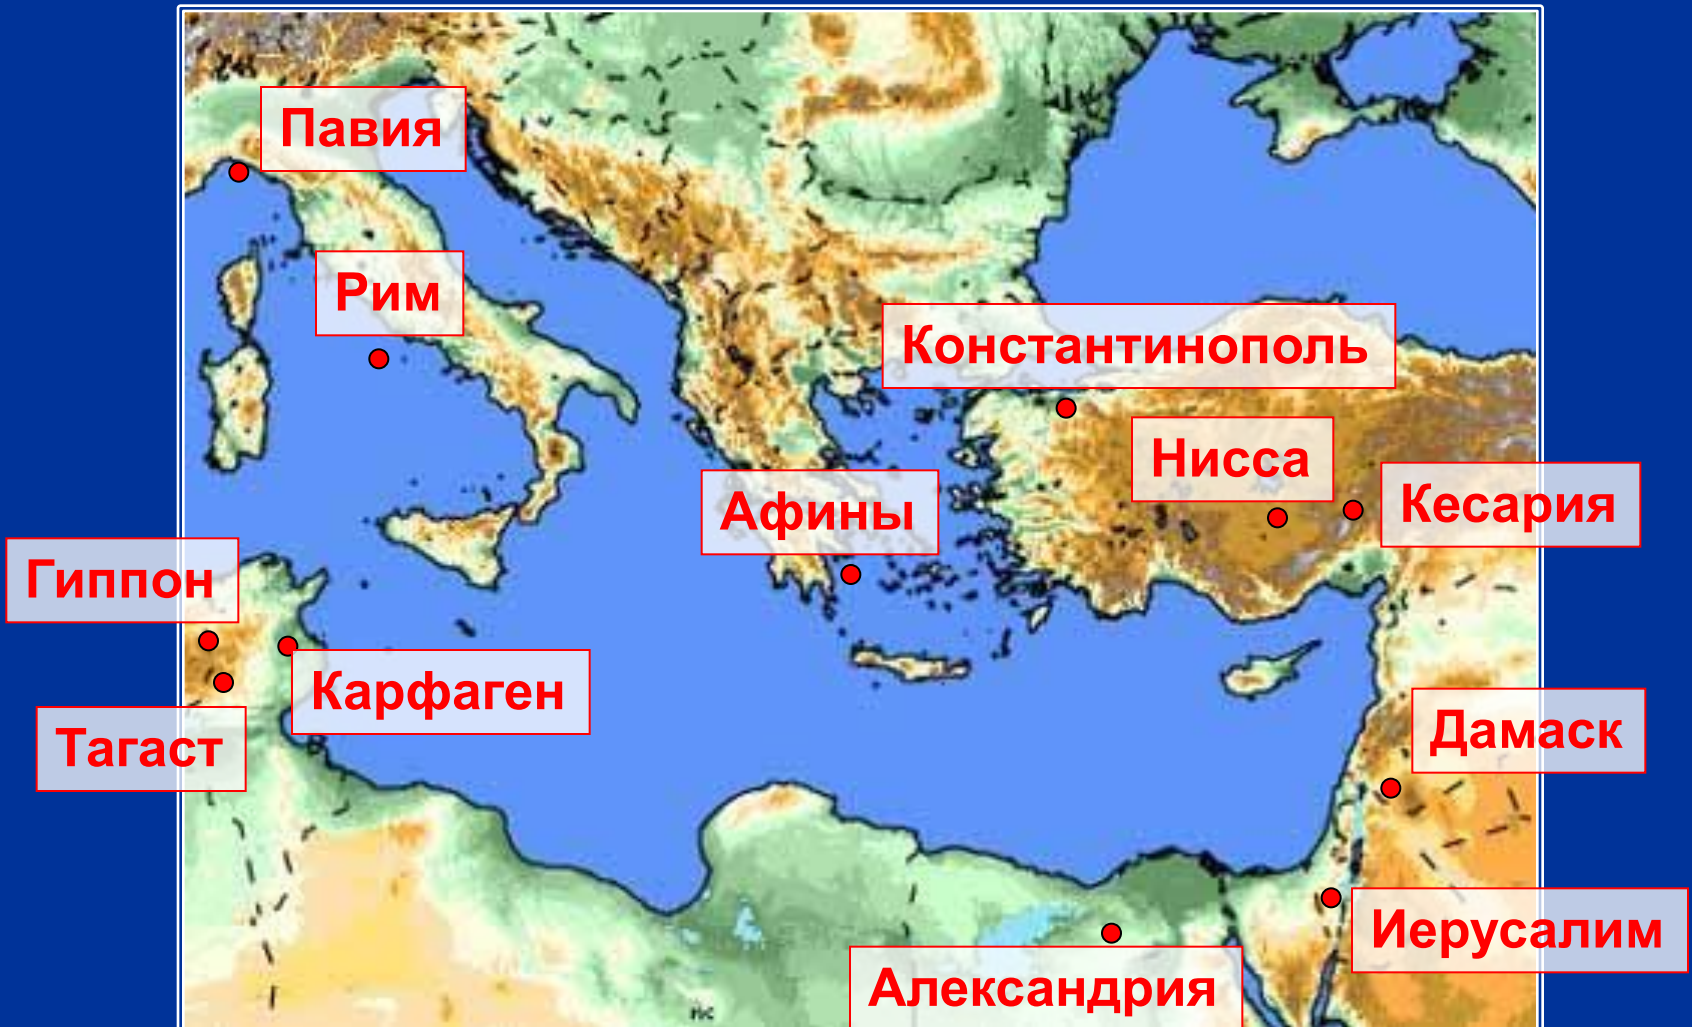 Павия
Рим
Константинополь
Нисса
Афины
Кесария
Гиппон
Карфаген
Тагаст
Дамаск
Иерусалим
Александрия